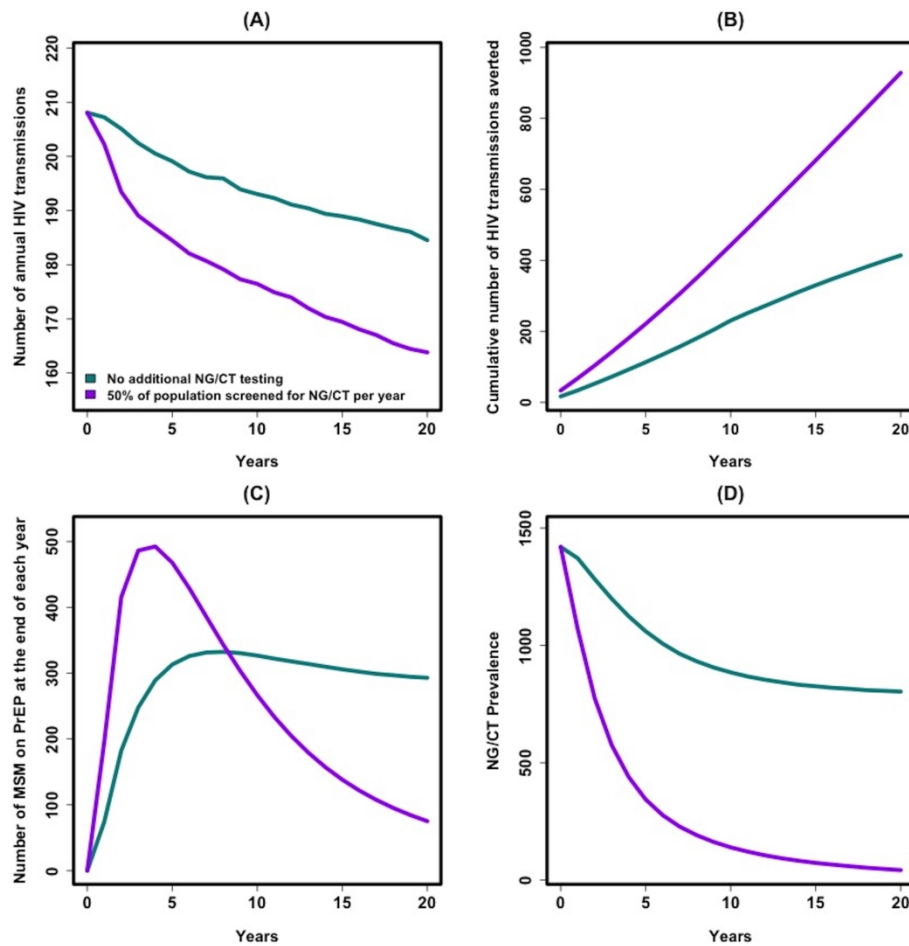 (A)
Number of annual HIV transmissions
220
210
200
190
180
170
160
No additional NG/CT testing
50% of population screened for NG/CT per year
0 5 10 15 20
Years
(B)
Cumulative number of HIV transmissions averted
1000
800
600
400
200
0
0 5 10 15 20
Years
(C)
Number of MSM on PrEP at the end of each year
500
400
300
200
100
0
0 5 10 15 20
Years
(D)
NG/CT Prevalence
1500
1000
500
0
0 5 10 15 20
Years